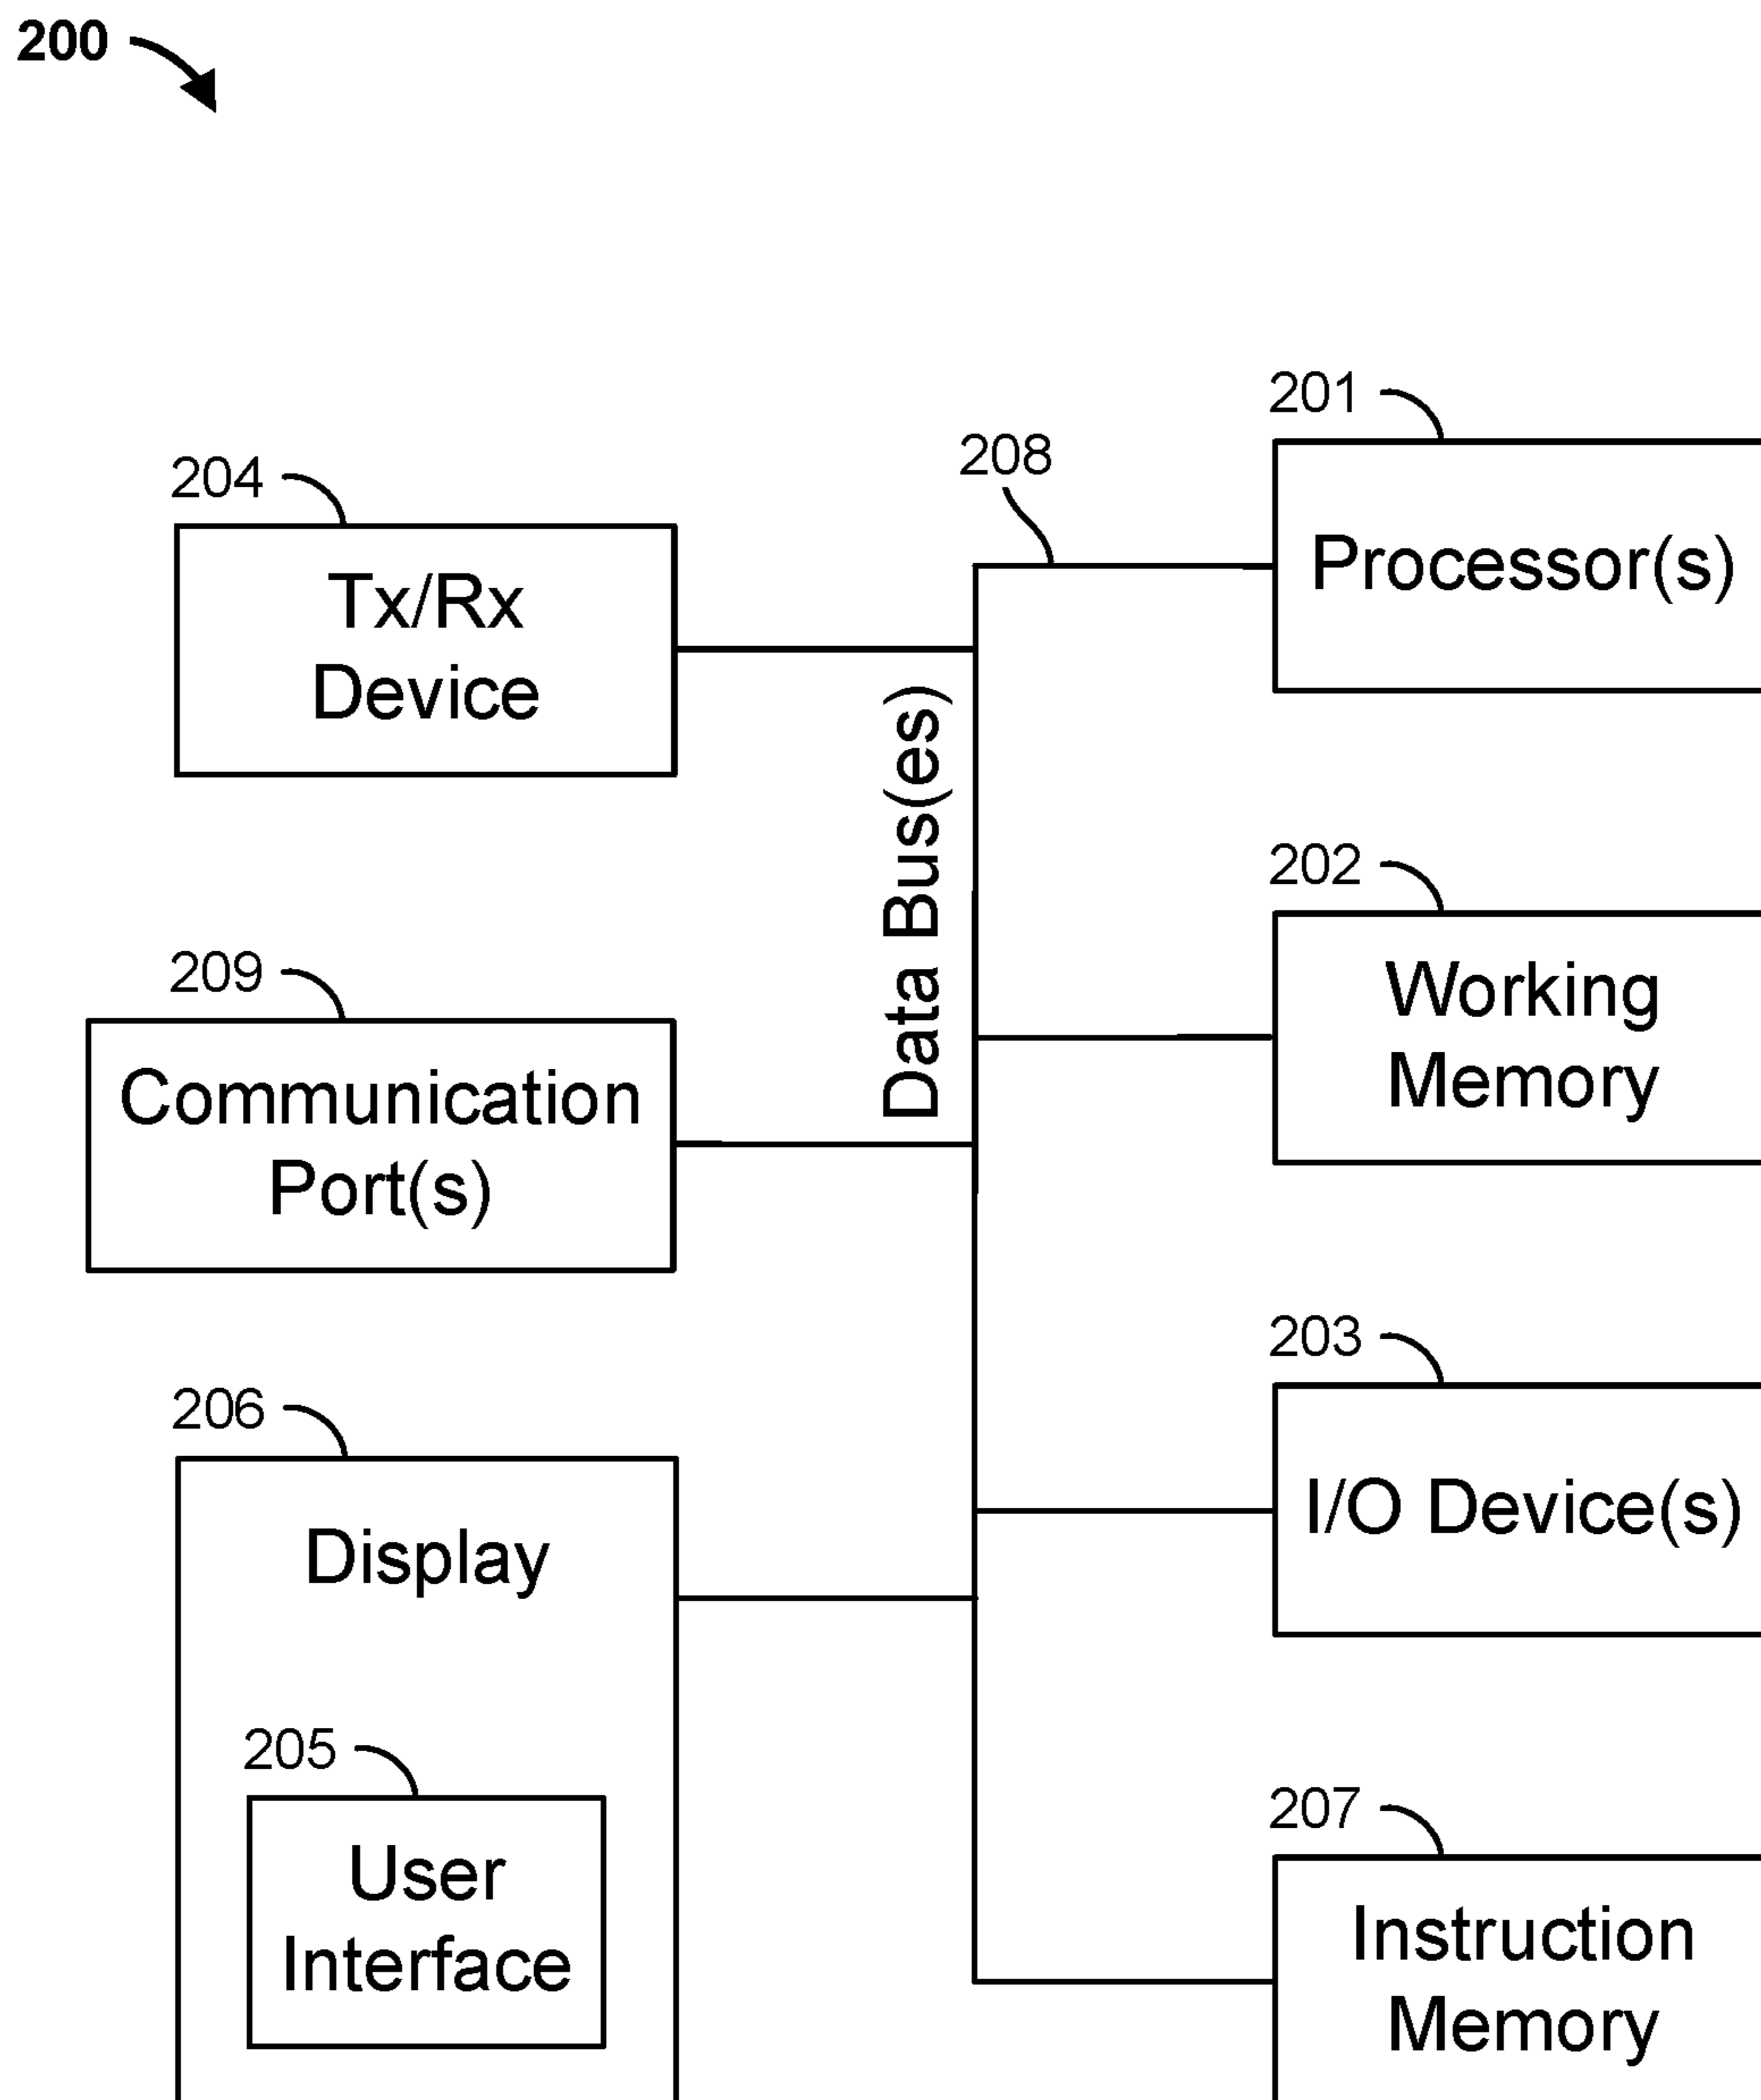 200
201
Processor(s)
208
204
Tx/Rx
Device
Data Bus(es)
202
Working
Memory
209
Communication
Port(s)
203
I/O Device(s)
206
Display
205
User
Interface
207
Instruction
Memory